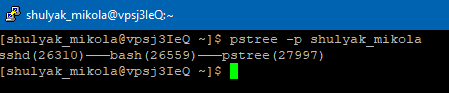 shulyak_mikola@vpsj3IeQ:~
[shulyak_mikola@vpsj3IeQ ~]$ pstree -p shulyak_mikola
sshd(26310)───bash(26559)───pstree(27997)
[shulyak_mikola@vpsj3IeQ ~]$